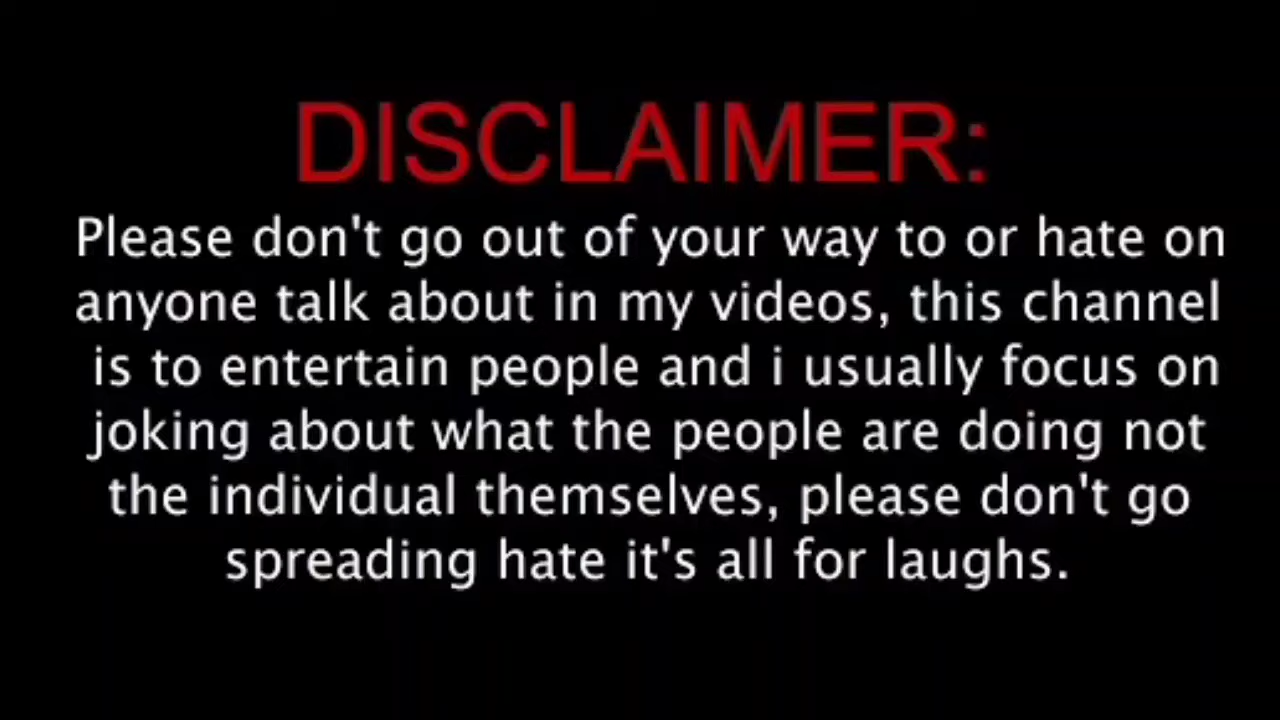 DISCLAIMER:
Please don't go out of your way to or hate on
anyone talk about in my videos, this channel
is to entertain people and i usually focus on
joking about what the people are doing not
the individual themselves, please don't go
spreading hate it's all for laughs.